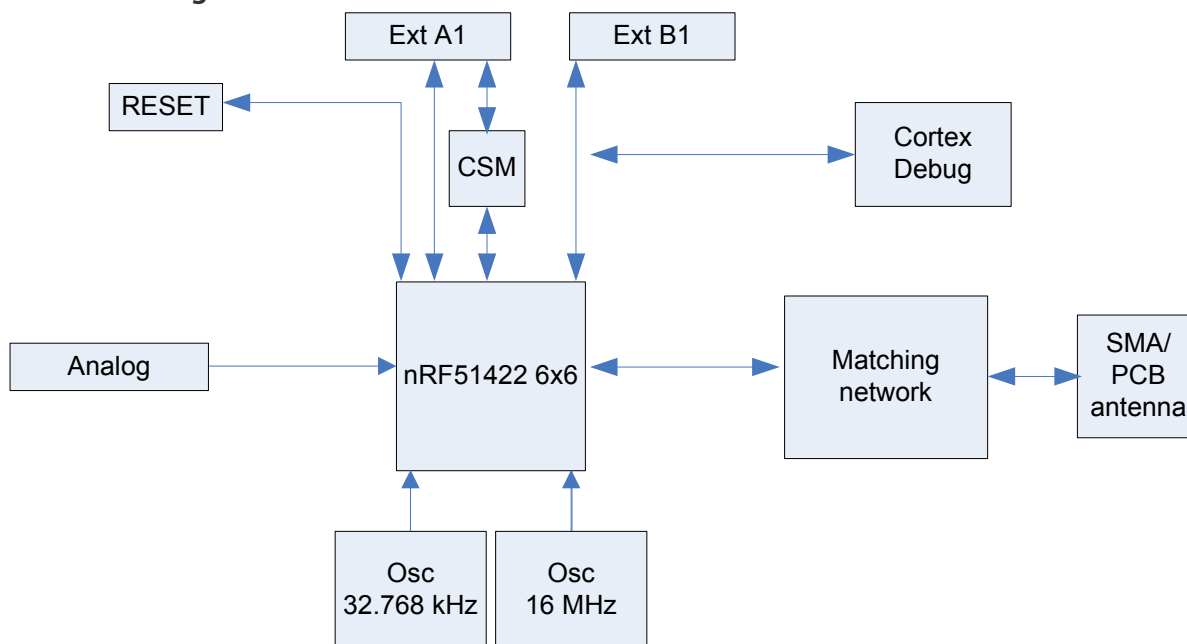 Ext A1
Ext B1
RESET
Cortex
Debug
CSM
Analog
nRF51422 6x6
Matching
network
SMA/
PCB
antenna
Osc
32.768 kHz
Osc
16 MHz